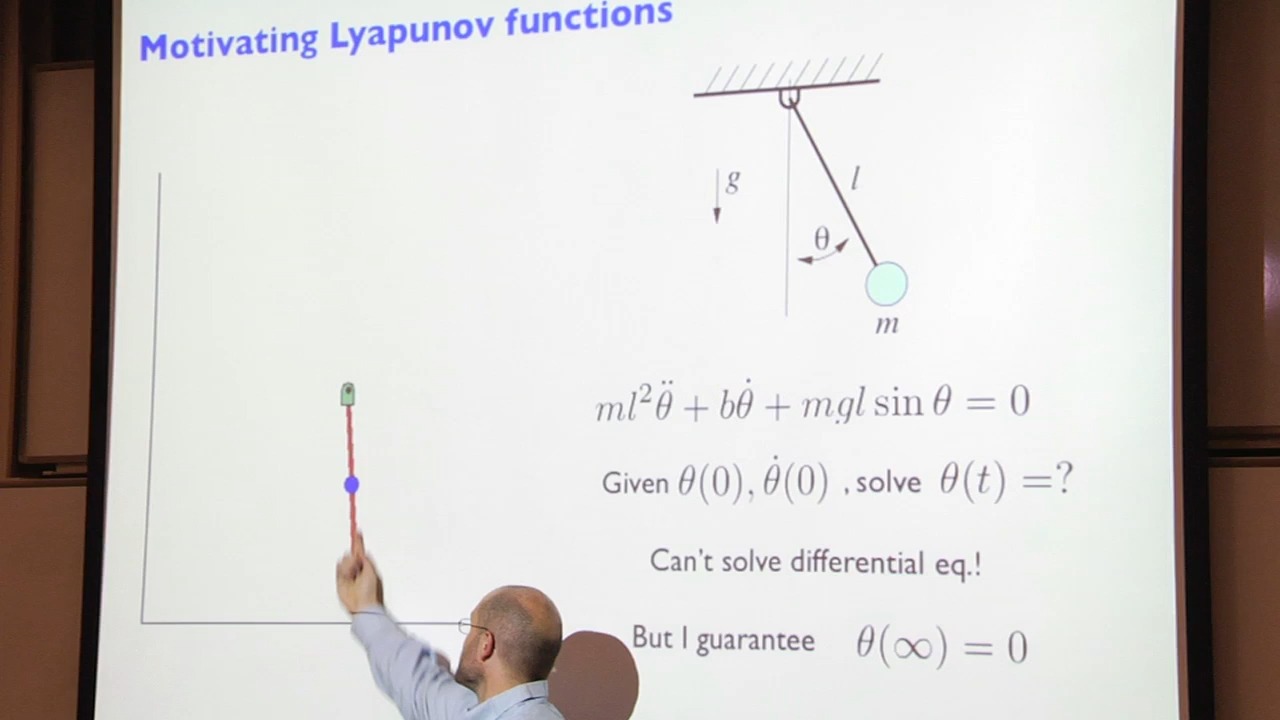 Motivating Lyapunov functions
g
l
θ
m
ml²θ̈ + bθ̇ + mgl sin θ = 0
Given θ(0), θ̇(0) , solve θ(t) =?
Can't solve differential eq.!
But I guarantee θ(∞) = 0